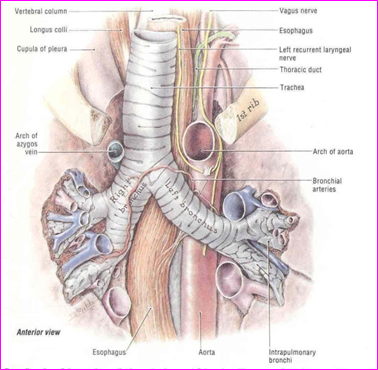 Vertebral column
Vagus nerve
Longus colli
Esophagus
Cupula of pleura
Left recurrent laryngeal
nerve
Thoracic duct
Trachea
1st rib
Arch of
azygos
vein
Arch of aorta
Bronchial
arteries
Right
bronchus
Left bronchus
Anterior view
Esophagus
Aorta
Intrapulmonary
bronchi